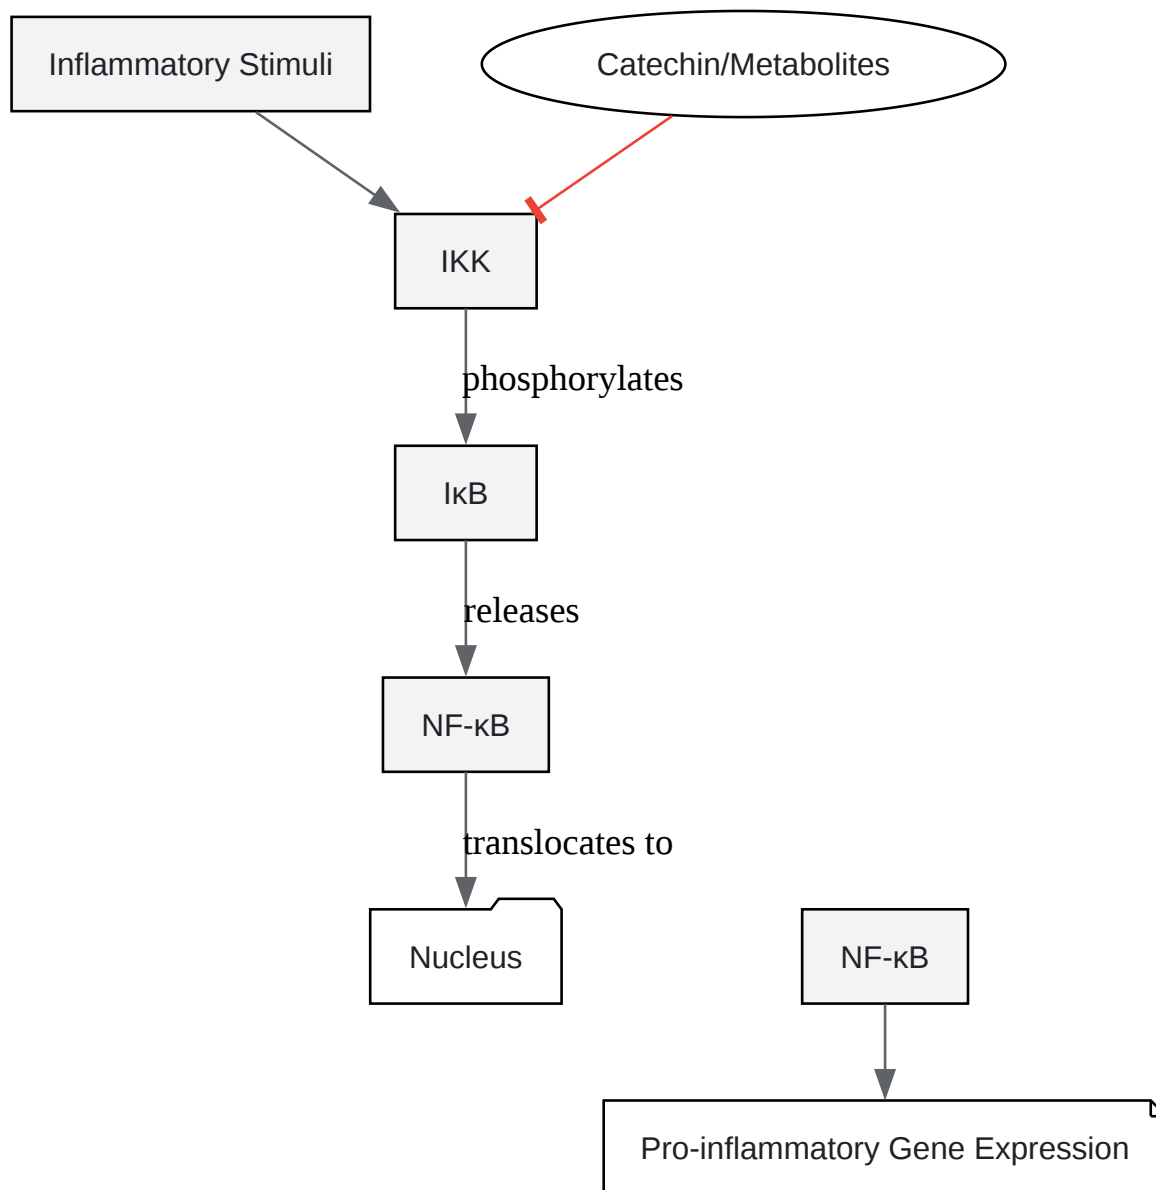 Inflammatory Stimuli
Catechin/Metabolites
IKK
phosphorylates
IκB
releases
NF-κB
translocates to
Nucleus
NF-κB
Pro-inflammatory Gene Expression